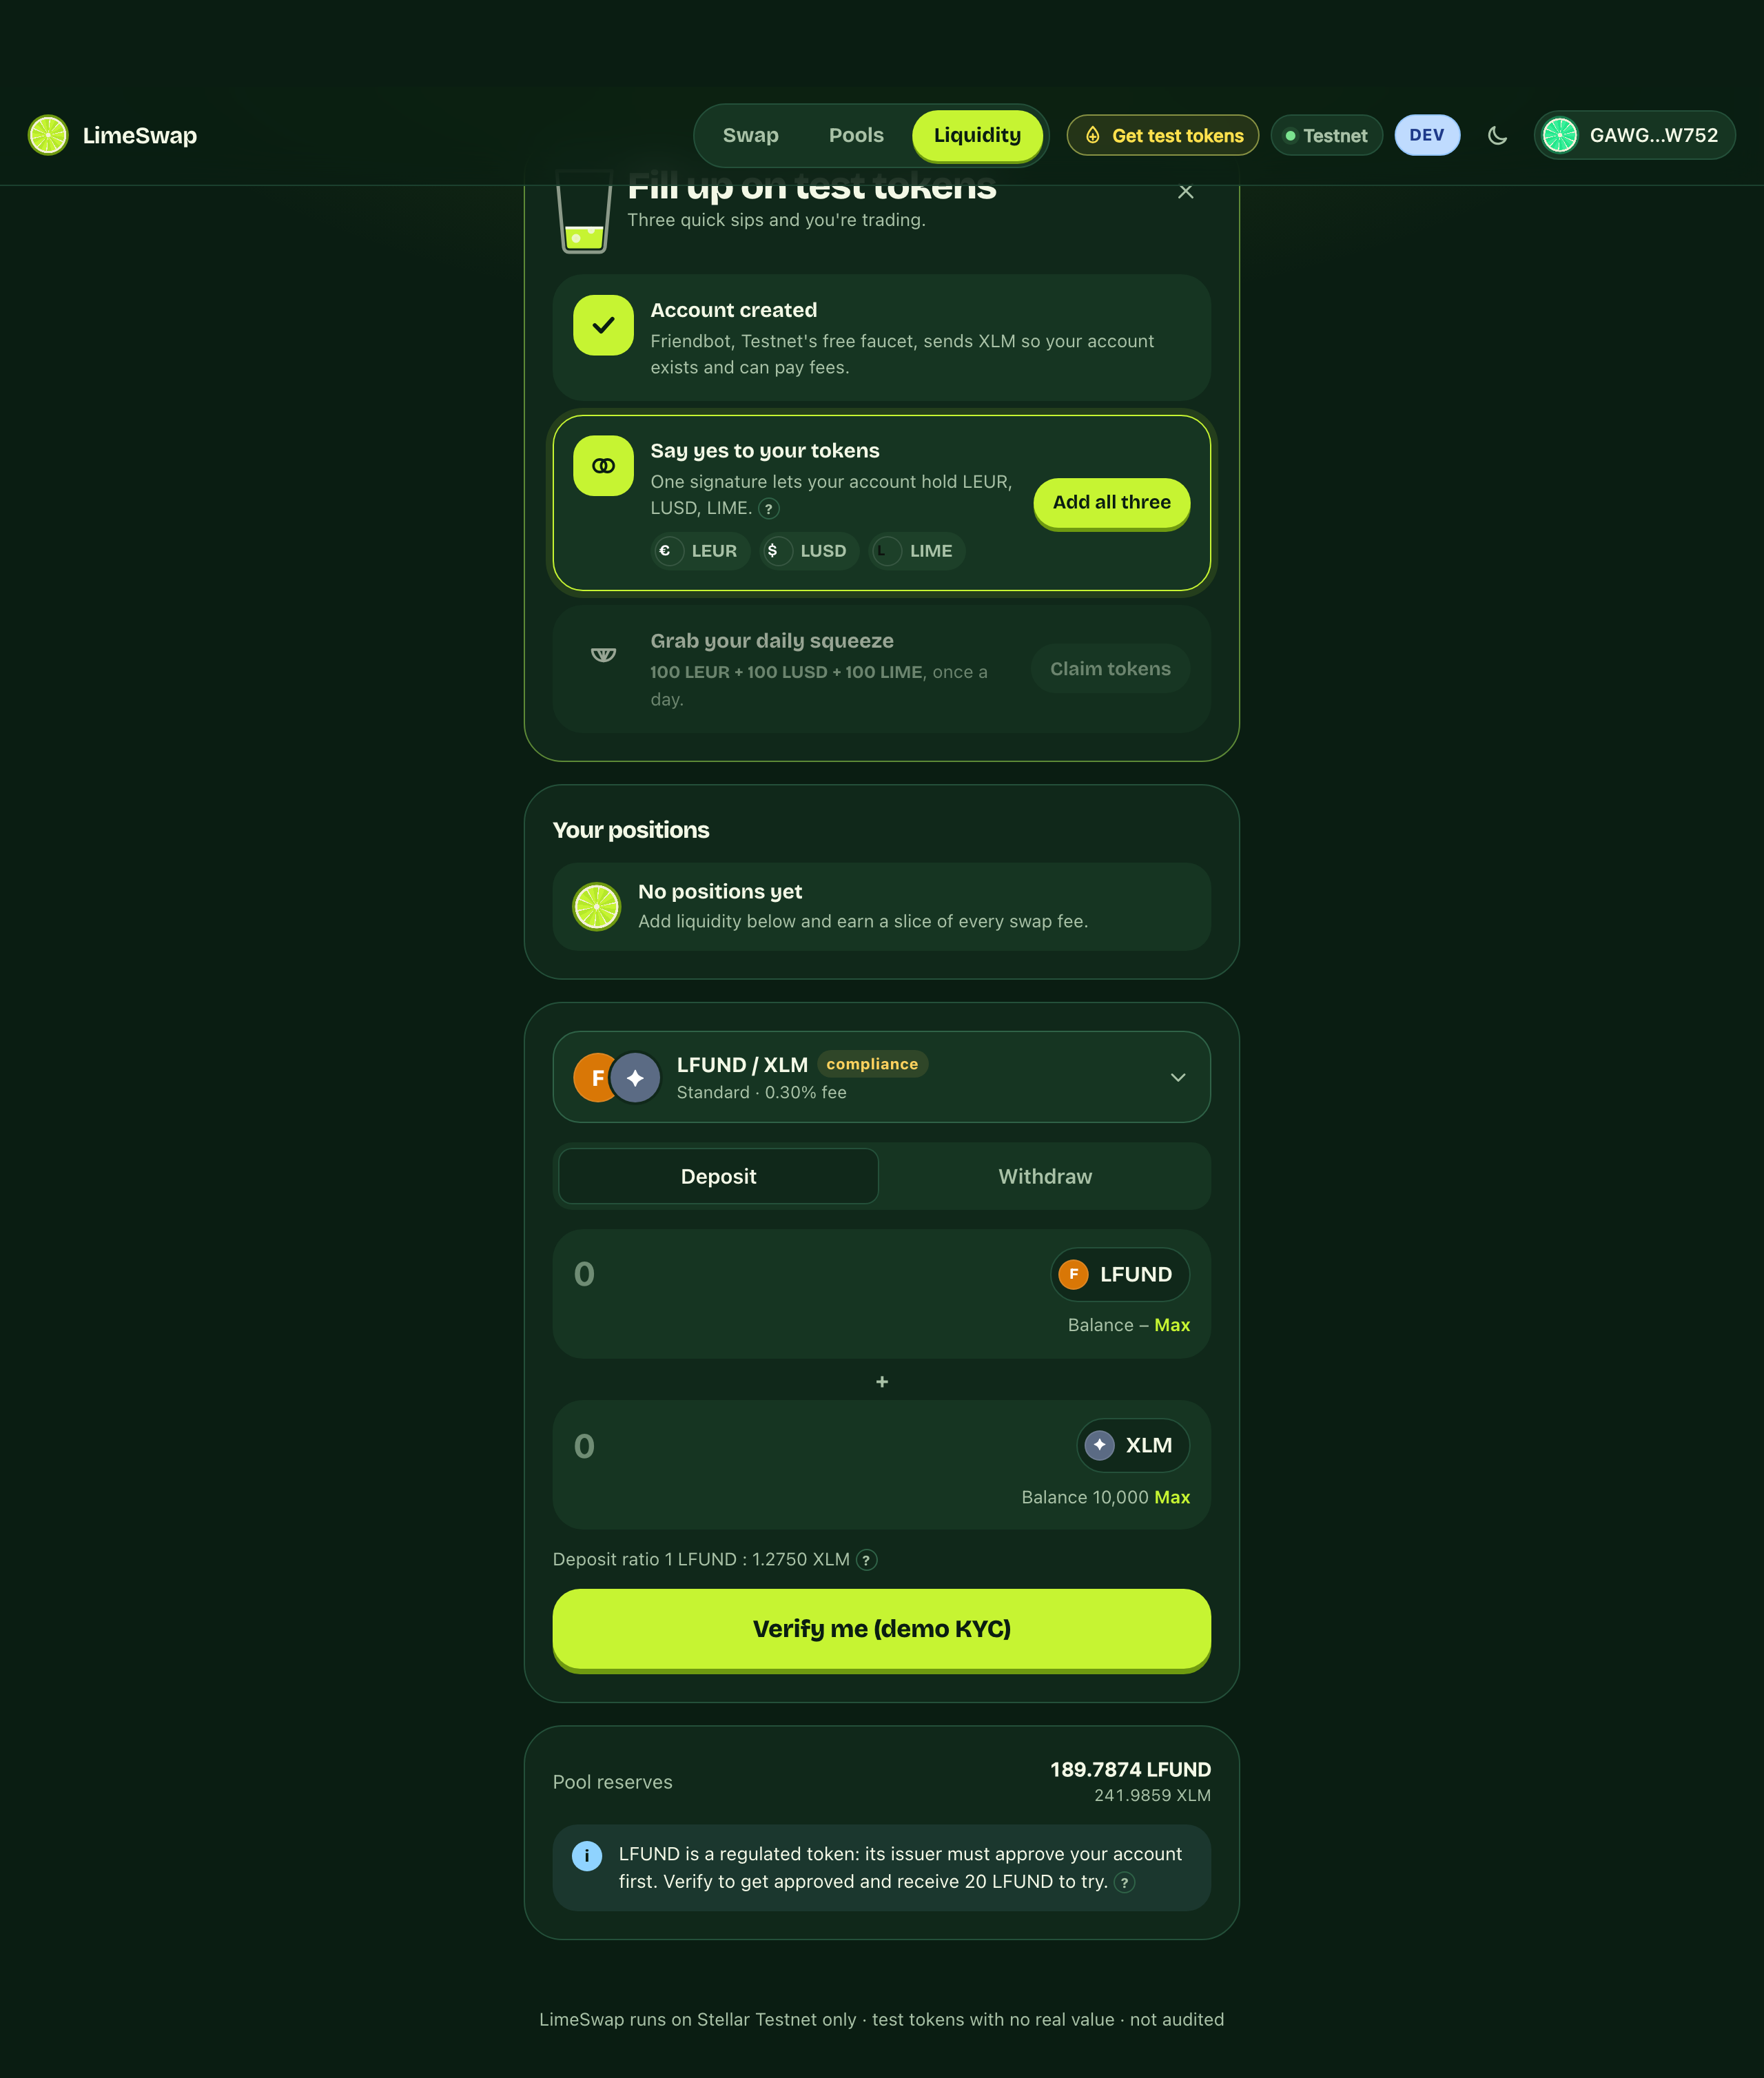 LimeSwap
Swap
Pools
Liquidity
Get test tokens
Testnet
DEV
GAWG...W752
Fill up on test tokens
Three quick sips and you're trading.
Account created
Friendbot, Testnet's free faucet, sends XLM so your account
exists and can pay fees.
Say yes to your tokens
One signature lets your account hold LEUR,
LUSD, LIME. ?
Add all three
€ LEUR
$ LUSD
L LIME
Grab your daily squeeze
100 LEUR + 100 LUSD + 100 LIME, once a
day.
Claim tokens
Your positions
No positions yet
Add liquidity below and earn a slice of every swap fee.
F
LFUND / XLM compliance
Standard · 0.30% fee
Deposit
Withdraw
0
F LFUND
Balance – Max
+
0
XLM
Balance 10,000 Max
Deposit ratio 1 LFUND : 1.2750 XLM ?
Verify me (demo KYC)
Pool reserves
189.7874 LFUND
241.9859 XLM
i
LFUND is a regulated token: its issuer must approve your account
first. Verify to get approved and receive 20 LFUND to try. ?
LimeSwap runs on Stellar Testnet only · test tokens with no real value · not audited